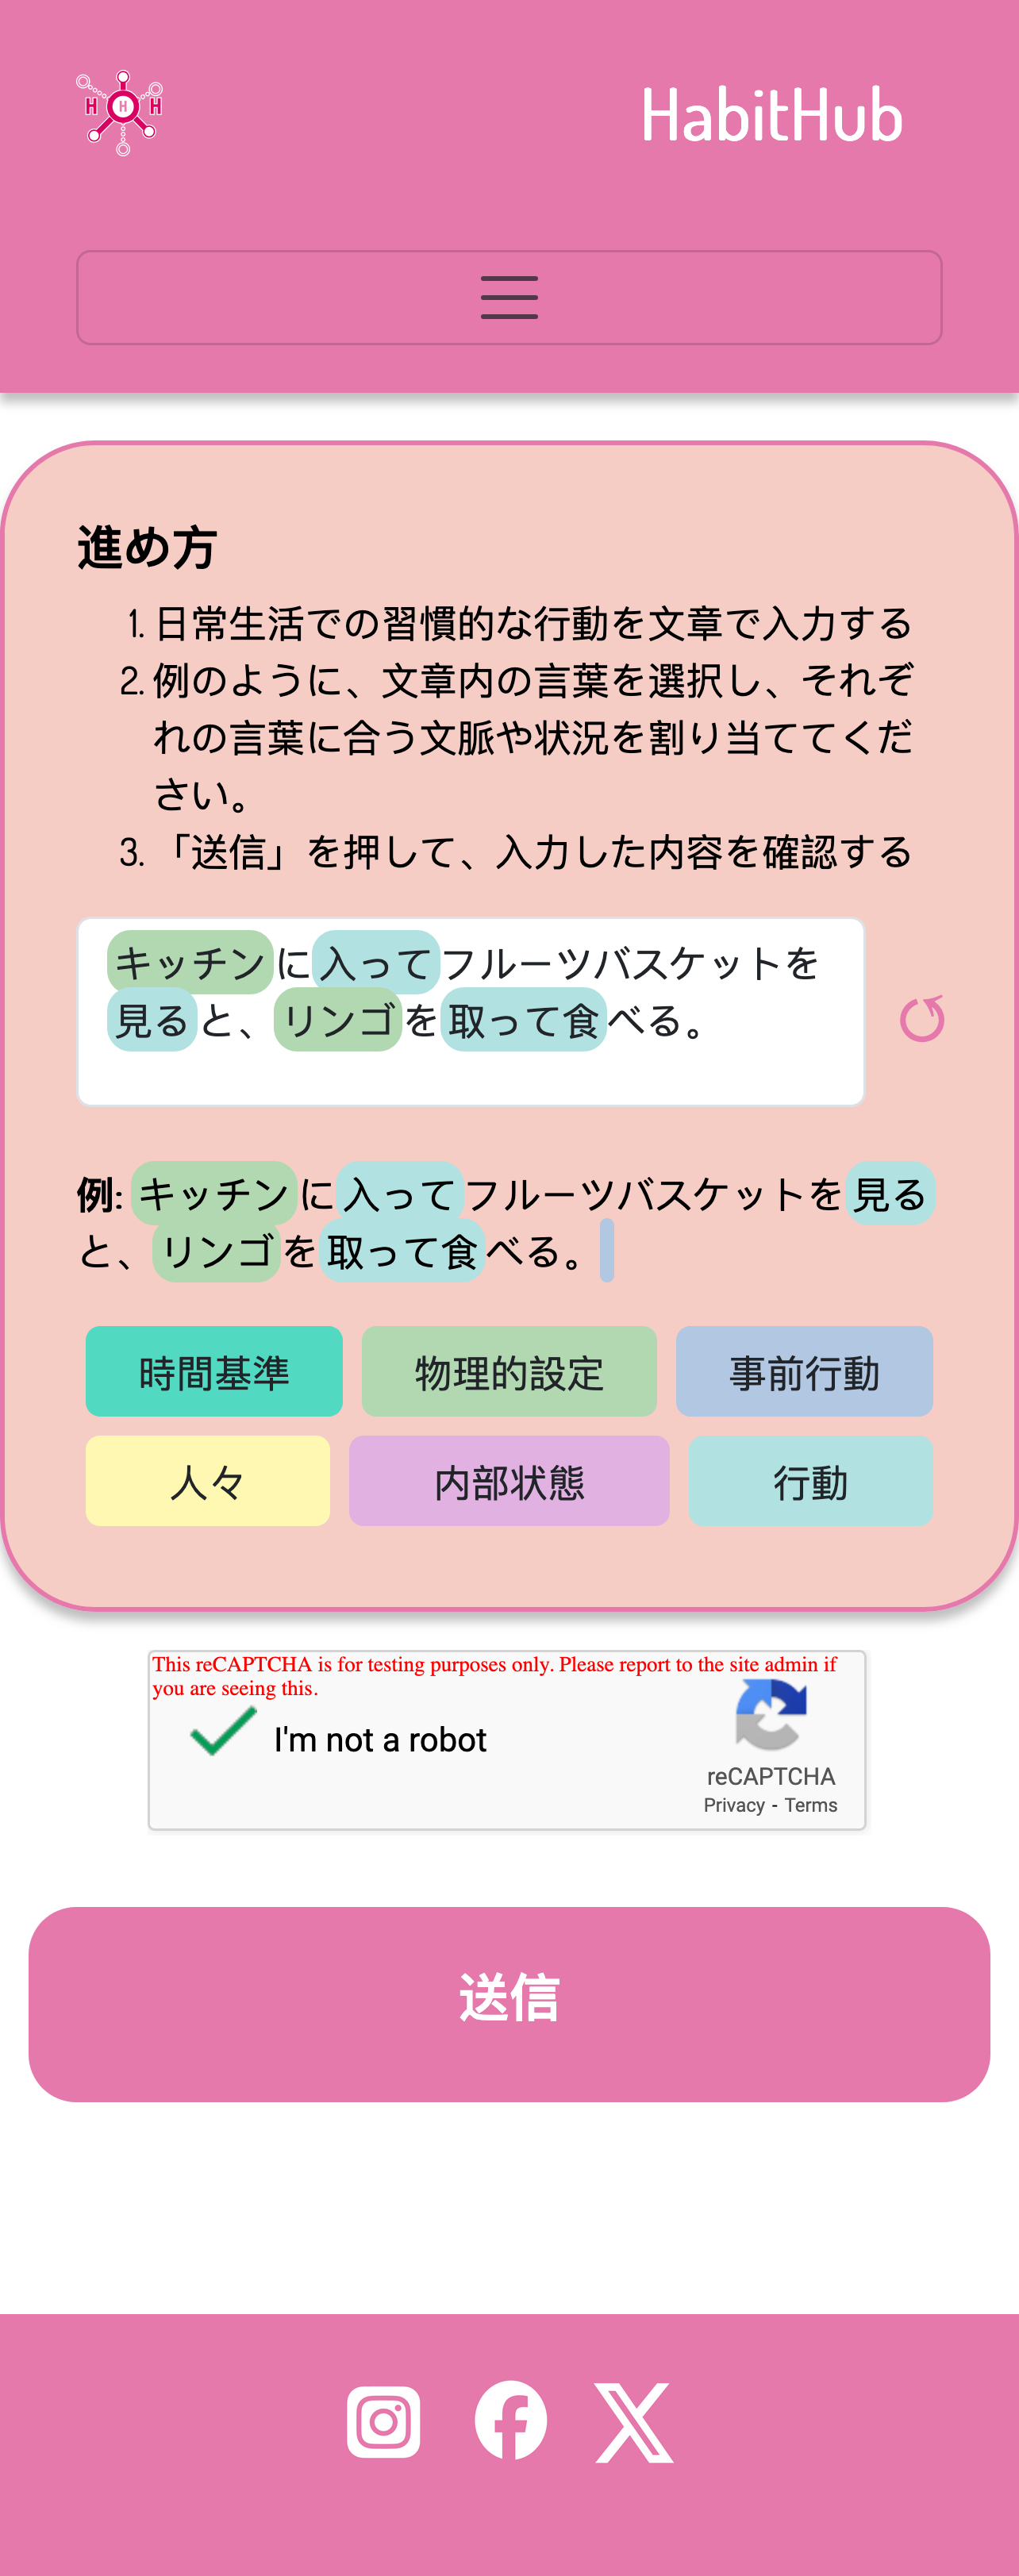 H H H
HabitHub
進め方
1. 日常生活での習慣的な行動を文章で入力する
2. 例のように、文章内の言葉を選択し、それぞ
れの言葉に合う文脈や状況を割り当ててくだ
さい。
3. 「送信」を押して、入力した内容を確認する
キッチンに入ってフルーツバスケットを
見ると、リンゴを取って食べる。
例: キッチンに入ってフルーツバスケットを見る
と、リンゴを取って食べる。
時間基準 物理的設定 事前行動
人々 内部状態 行動
This reCAPTCHA is for testing purposes only. Please report to the site admin if
you are seeing this.
I'm not a robot
reCAPTCHA
Privacy - Terms
送信